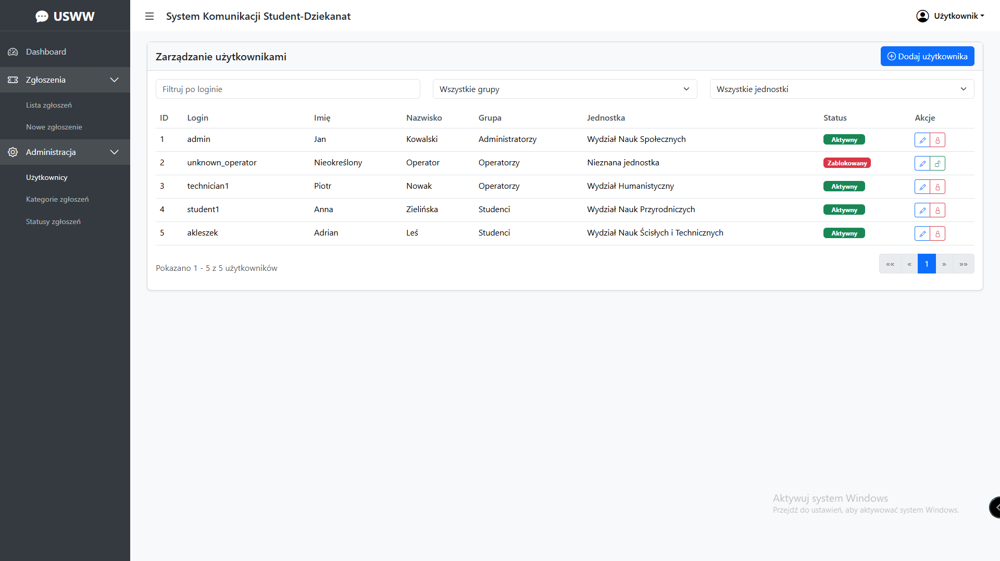 USWW
System Komunikacji Student-Dziekanat
Użytkownik
Dashboard
Zgłoszenia
Lista zgłoszeń
Nowe zgłoszenie
Administracja
Użytkownicy
Kategorie zgłoszeń
Statusy zgłoszeń
Zarządzanie użytkownikami
Dodaj użytkownika
Filtruj po loginie
Wszystkie grupy
Wszystkie jednostki
ID Login Imię Nazwisko Grupa Jednostka Status Akcje
1 admin Jan Kowalski Administratorzy Wydział Nauk Społecznych Aktywny
2 unknown_operator Nieokreślony Operator Operatorzy Nieznana jednostka Zablokowany
3 technician1 Piotr Nowak Operatorzy Wydział Humanistyczny Aktywny
4 student1 Anna Zielińska Studenci Wydział Nauk Przyrodniczych Aktywny
5 akleszek Adrian Leś Studenci Wydział Nauk Ścisłych i Technicznych Aktywny
Pokazano 1 - 5 z 5 użytkowników
«« « 1 » »»
Aktywuj system Windows
Przejdź do ustawień, aby aktywować system Windows.